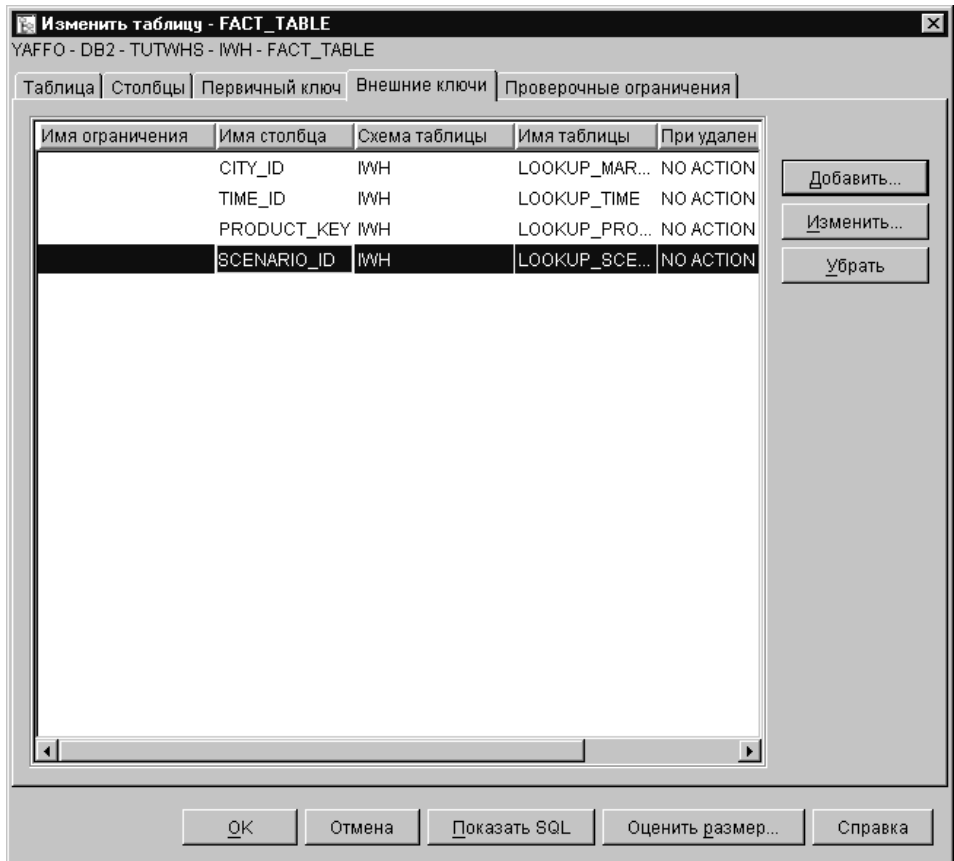 Изменить таблицу - FACT_TABLE
YAFFO - DB2 - TUTWHS - IWH - FACT_TABLE
Таблица Столбцы Первичный ключ Внешние ключи Проверочные ограничения
Имя ограничения Имя столбца Схема таблицы Имя таблицы При удален
CITY_ID IWH LOOKUP_MAR... NO ACTION
TIME_ID IWH LOOKUP_TIME NO ACTION
PRODUCT_KEY IWH LOOKUP_PRO... NO ACTION
SCENARIO_ID IWH LOOKUP_SCE... NO ACTION
Добавить...
Изменить...
Убрать
OK Отмена Показать SQL Оценить размер... Справка